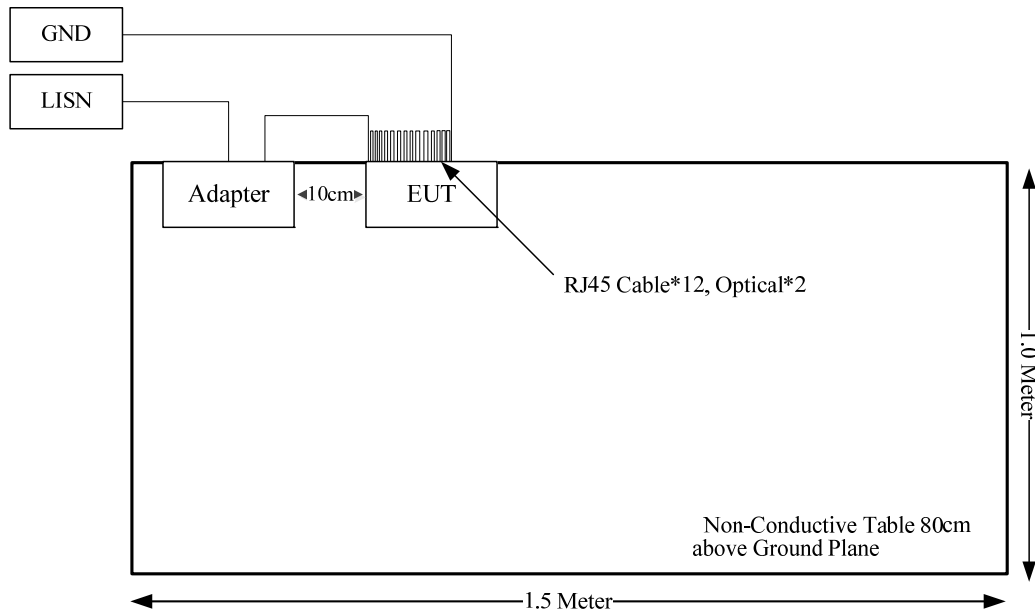 GND
LISN
Adapter
10cm
EUT
RJ45 Cable*12, Optical*2
1.0 Meter
Non-Conductive Table 80cm
above Ground Plane
1.5 Meter